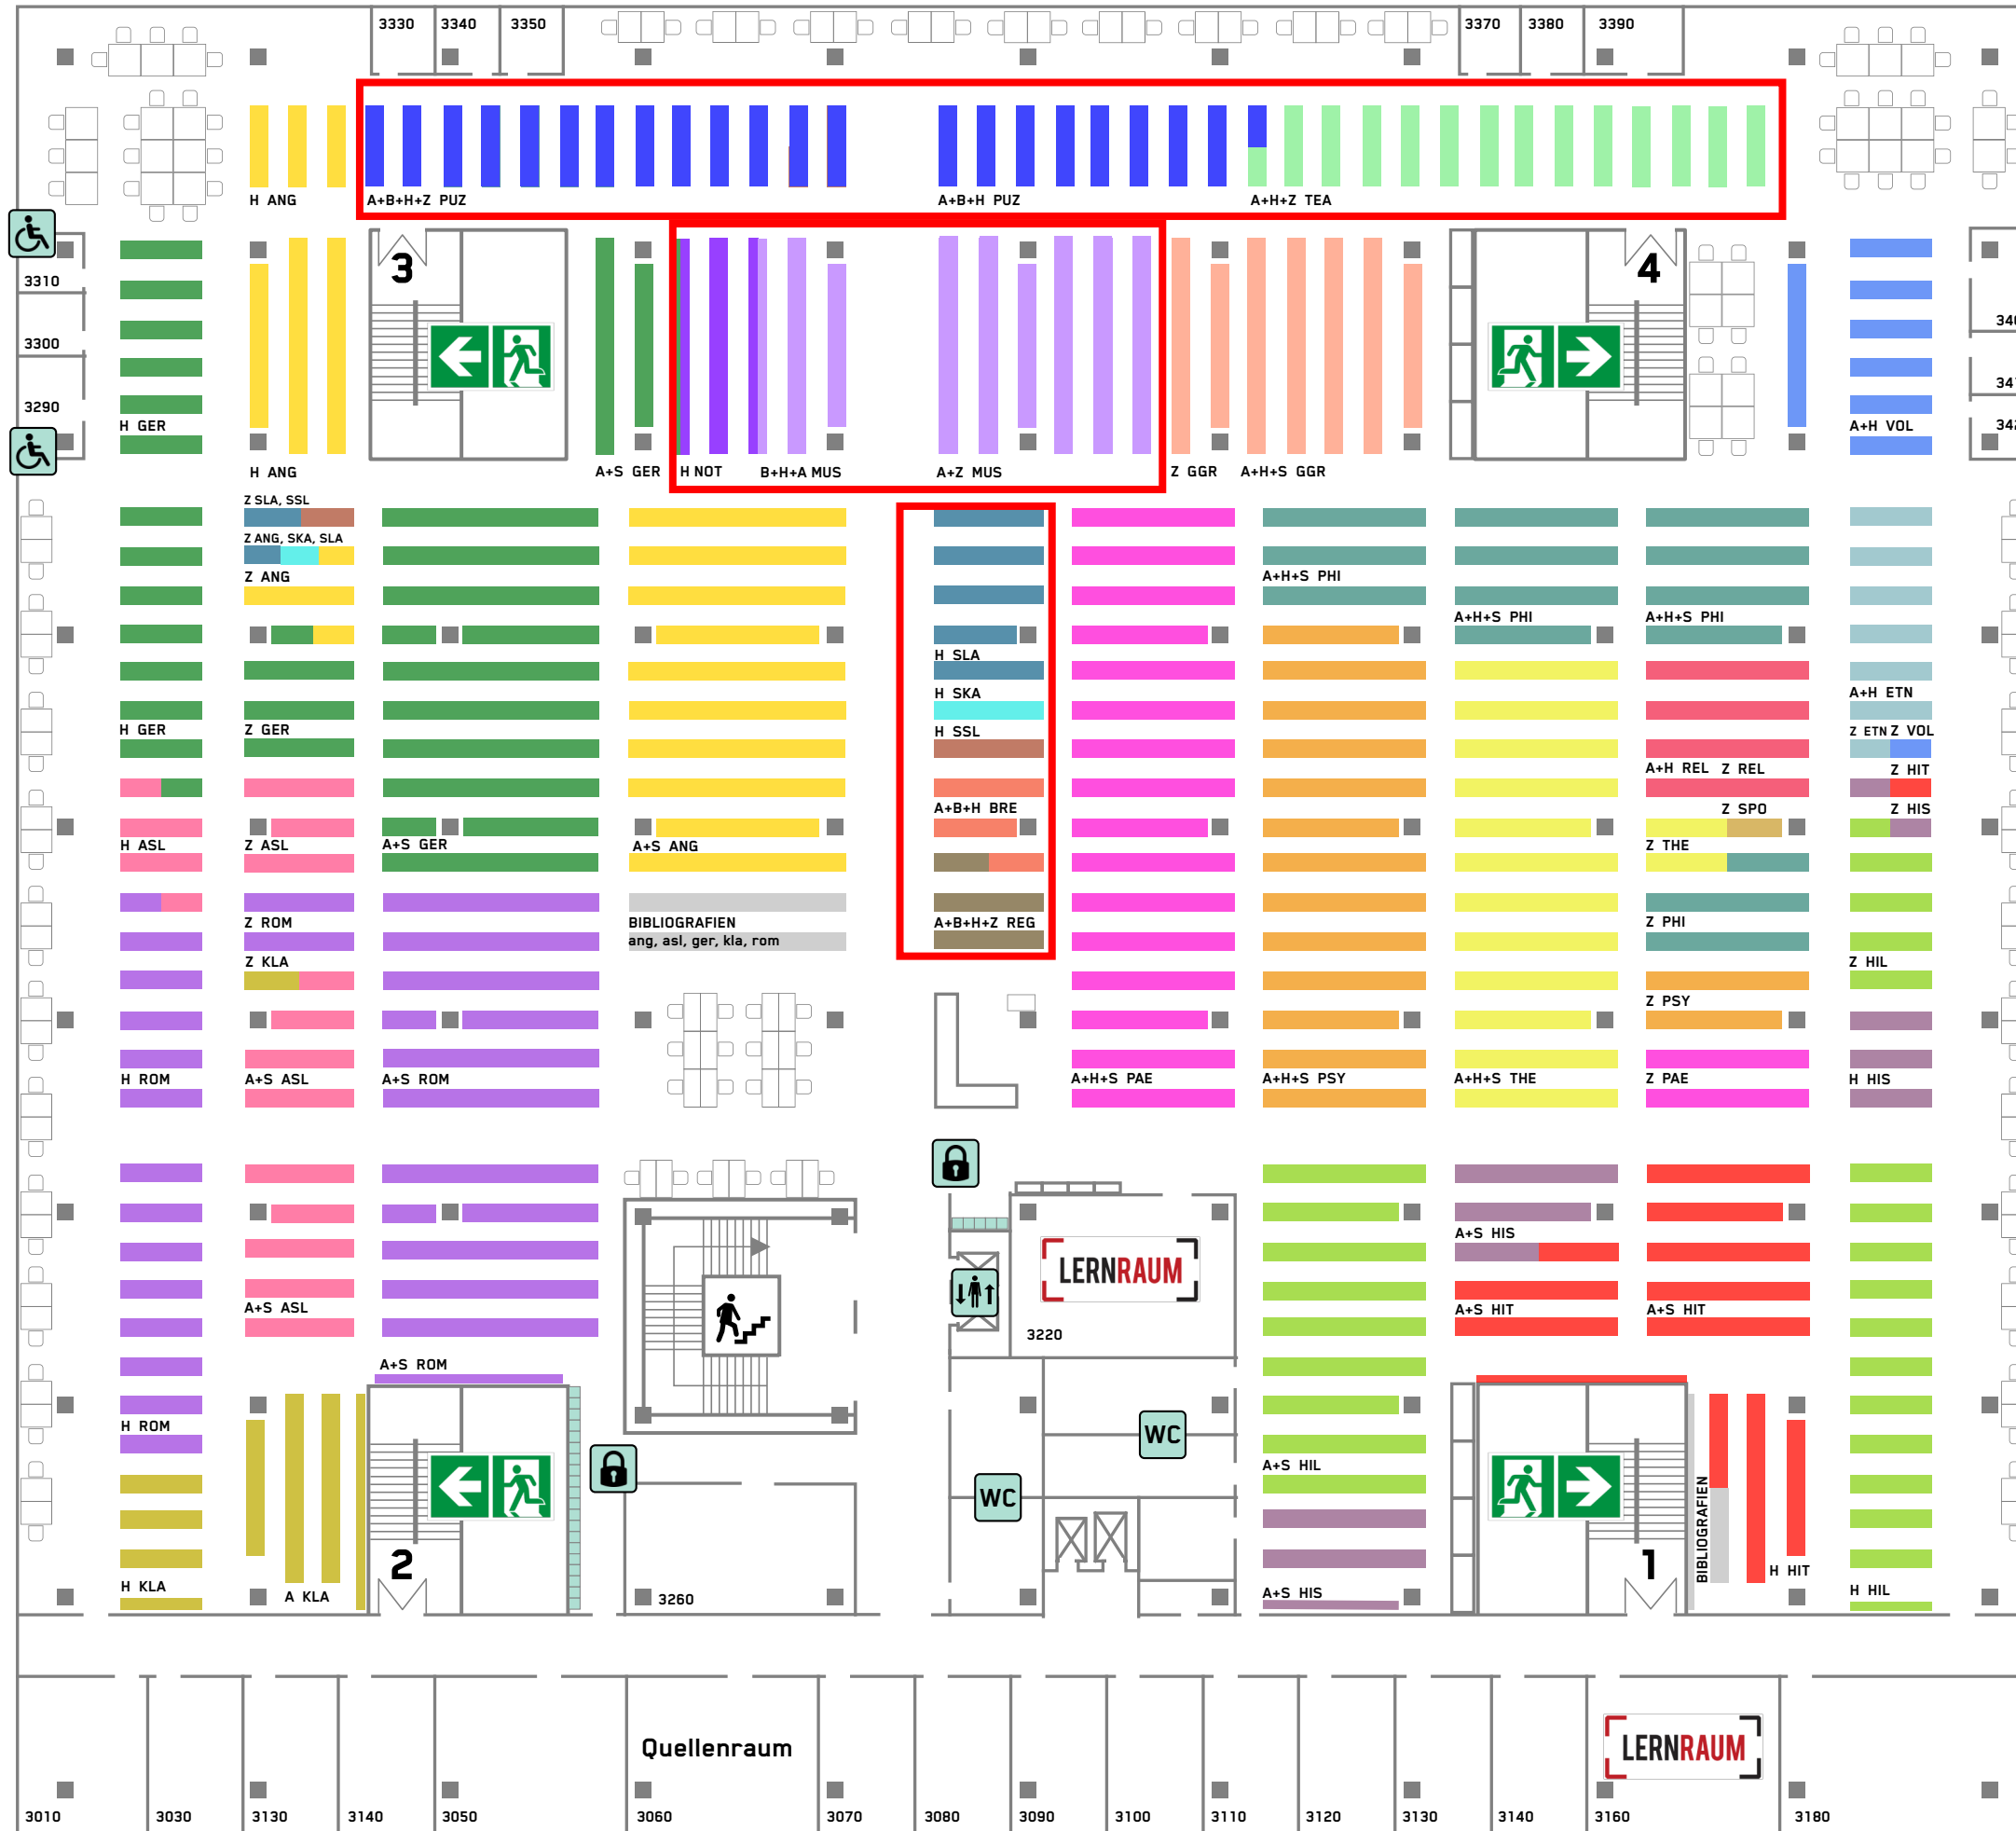 3330 3340 3350 3370 3380 3390
H ANG A+B+H+Z PUZ A+B+H PUZ A+H+Z TEA
3 4
3310
3300
3290
H GER A+H VOL
H ANG A+S GER H NOT B+H+A MUS A+Z MUS Z GGR A+H+S GGR
Z SLA, SSL
Z ANG, SKA, SLA
Z ANG A+H+S PHI
A+H+S PHI A+H+S PHI
H SLA
H SKA A+H ETN
H GER Z GER H SSL Z ETN Z VOL
A+H REL Z REL Z HIT
A+B+H BRE Z SPO Z HIS
H ASL Z ASL A+S GER A+S ANG Z THE
Z ROM BIBLIOGRAFIEN A+B+H+Z REG Z PHI
ang, asl, ger, kla, rom
Z KLA Z HIL
Z PSY
H ROM A+S ASL A+S ROM A+H+S PAE A+H+S PSY A+H+S THE Z PAE H HIS
A+S HIS
LERNRAUM
A+S ASL A+S HIT A+S HIT
3220
A+S ROM
H ROM WC
A+S HIL
WC
BIBLIOGRAFIEN
2 1
H KLA A KLA 3260 A+S HIS H HIT H HIL
Quellenraum LERNRAUM
3010 3030 3130 3140 3050 3060 3070 3080 3090 3100 3110 3120 3130 3140 3160 3180